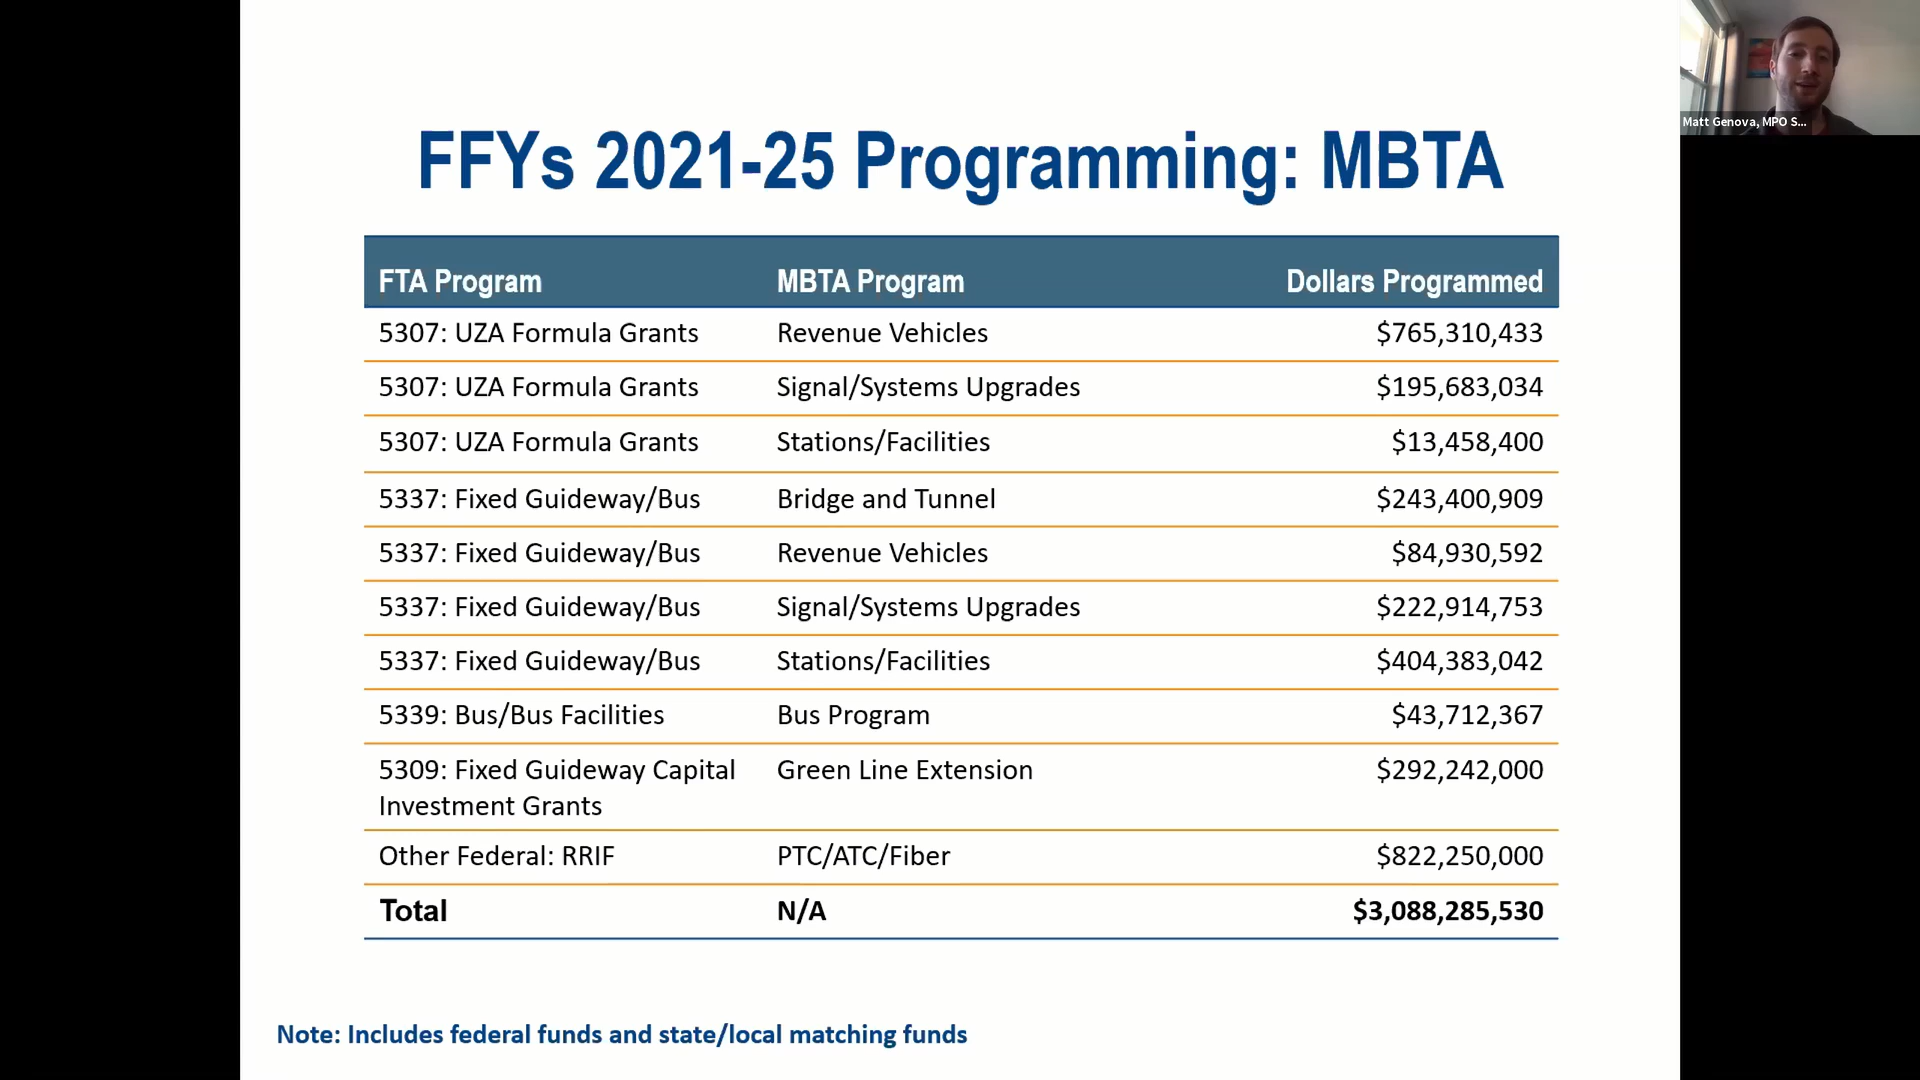 FFYs 2021-25 Programming: MBTA
FTA Program MBTA Program Dollars Programmed
5307: UZA Formula Grants Revenue Vehicles $765,310,433
5307: UZA Formula Grants Signal/Systems Upgrades $195,683,034
5307: UZA Formula Grants Stations/Facilities $13,458,400
5337: Fixed Guideway/Bus Bridge and Tunnel $243,400,909
5337: Fixed Guideway/Bus Revenue Vehicles $84,930,592
5337: Fixed Guideway/Bus Signal/Systems Upgrades $222,914,753
5337: Fixed Guideway/Bus Stations/Facilities $404,383,042
5339: Bus/Bus Facilities Bus Program $43,712,367
5309: Fixed Guideway Capital Green Line Extension $292,242,000
Investment Grants
Other Federal: RRIF PTC/ATC/Fiber $822,250,000
Total N/A $3,088,285,530
Note: Includes federal funds and state/local matching funds
Matt Genova, MPO S...